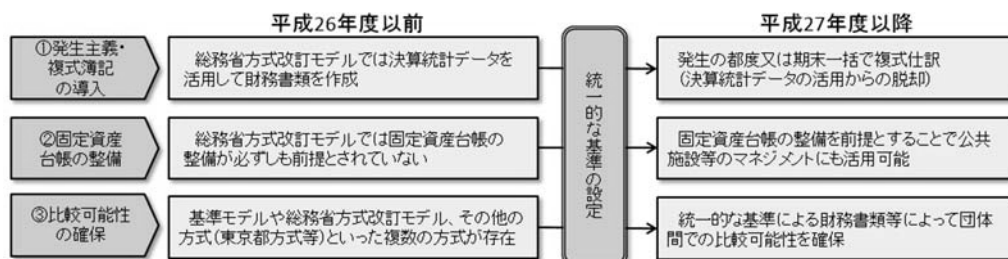 平成26年度以前
平成27年度以降
①発生主義・
複式簿記
の導入
総務省方式改訂モデルでは決算統計データを
活用して財務書類を作成
発生の都度又は期末一括で複式仕訳
(決算統計データの活用からの脱却)
②固定資産
台帳の整備
総務省方式改訂モデルでは固定資産台帳の
整備が必ずしも前提とされていない
統一的な基準の設定
固定資産台帳の整備を前提とすることで公共
施設等のマネジメントにも活用可能
③比較可能性
の確保
基準モデルや総務省方式改訂モデル、その他の
方式(東京都方式等)といった複数の方式が存在
統一的な基準による財務書類等によって団体
間での比較可能性を確保